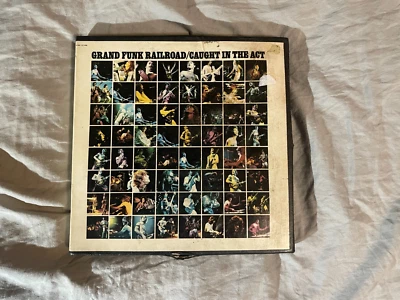 GRAND FUNK RAILROAD/CAUGHT IN THE ACT